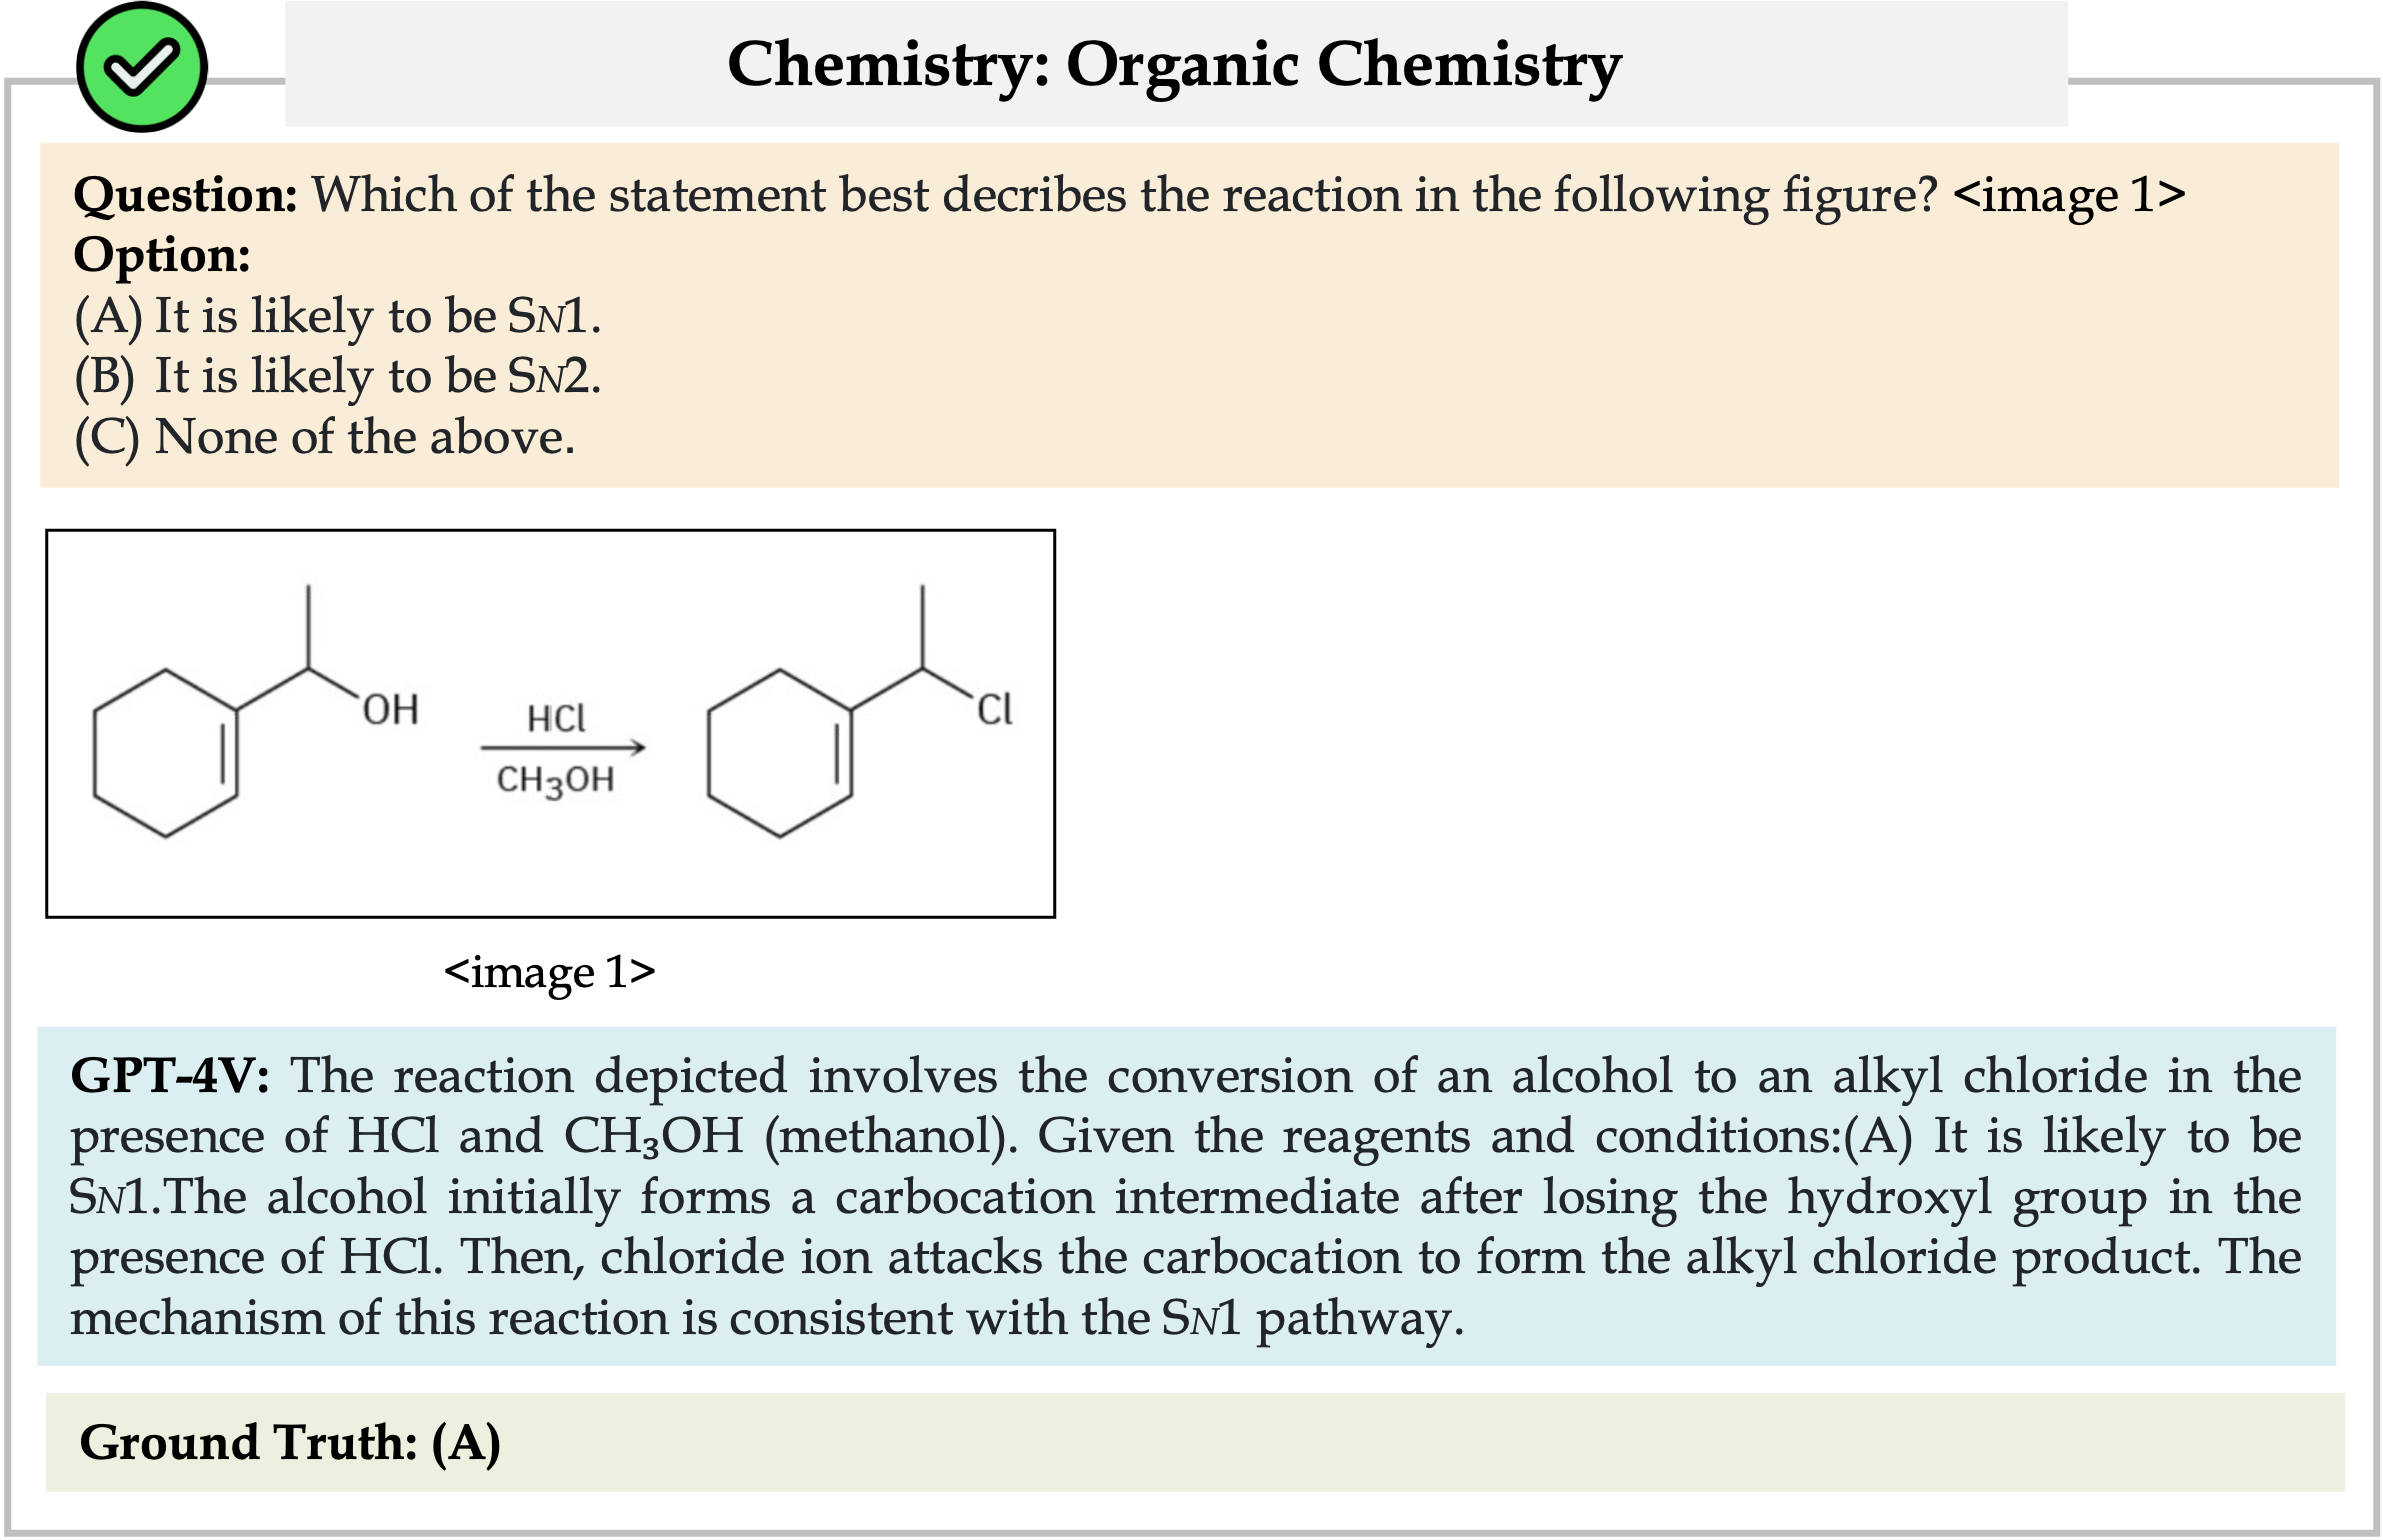 Chemistry: Organic Chemistry
Question: Which of the statement best decribes the reaction in the following figure? <image 1>
Option:
(A) It is likely to be SN1.
(B) It is likely to be SN2.
(C) None of the above.
OH
HCl
CH3OH
Cl
<image 1>
GPT-4V: The reaction depicted involves the conversion of an alcohol to an alkyl chloride in the
presence of HCl and CH₃OH (methanol). Given the reagents and conditions:(A) It is likely to be
SN1.The alcohol initially forms a carbocation intermediate after losing the hydroxyl group in the
presence of HCl. Then, chloride ion attacks the carbocation to form the alkyl chloride product. The
mechanism of this reaction is consistent with the SN1 pathway.
Ground Truth: (A)